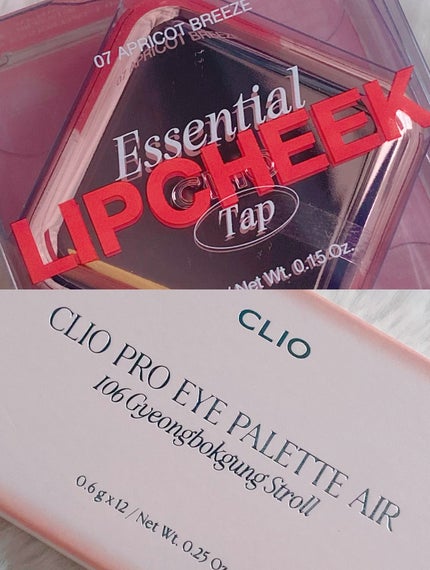 07 APRICOT BREEZE
Essential
LIPCHEEK
Tap
Net Wt. 0.15 Oz.
CLIO
CLIO PRO EYE PALETTE AIR
106 Gyeongbokgung Stroll
0.6 g x 12 / Net Wt. 0.25 Oz